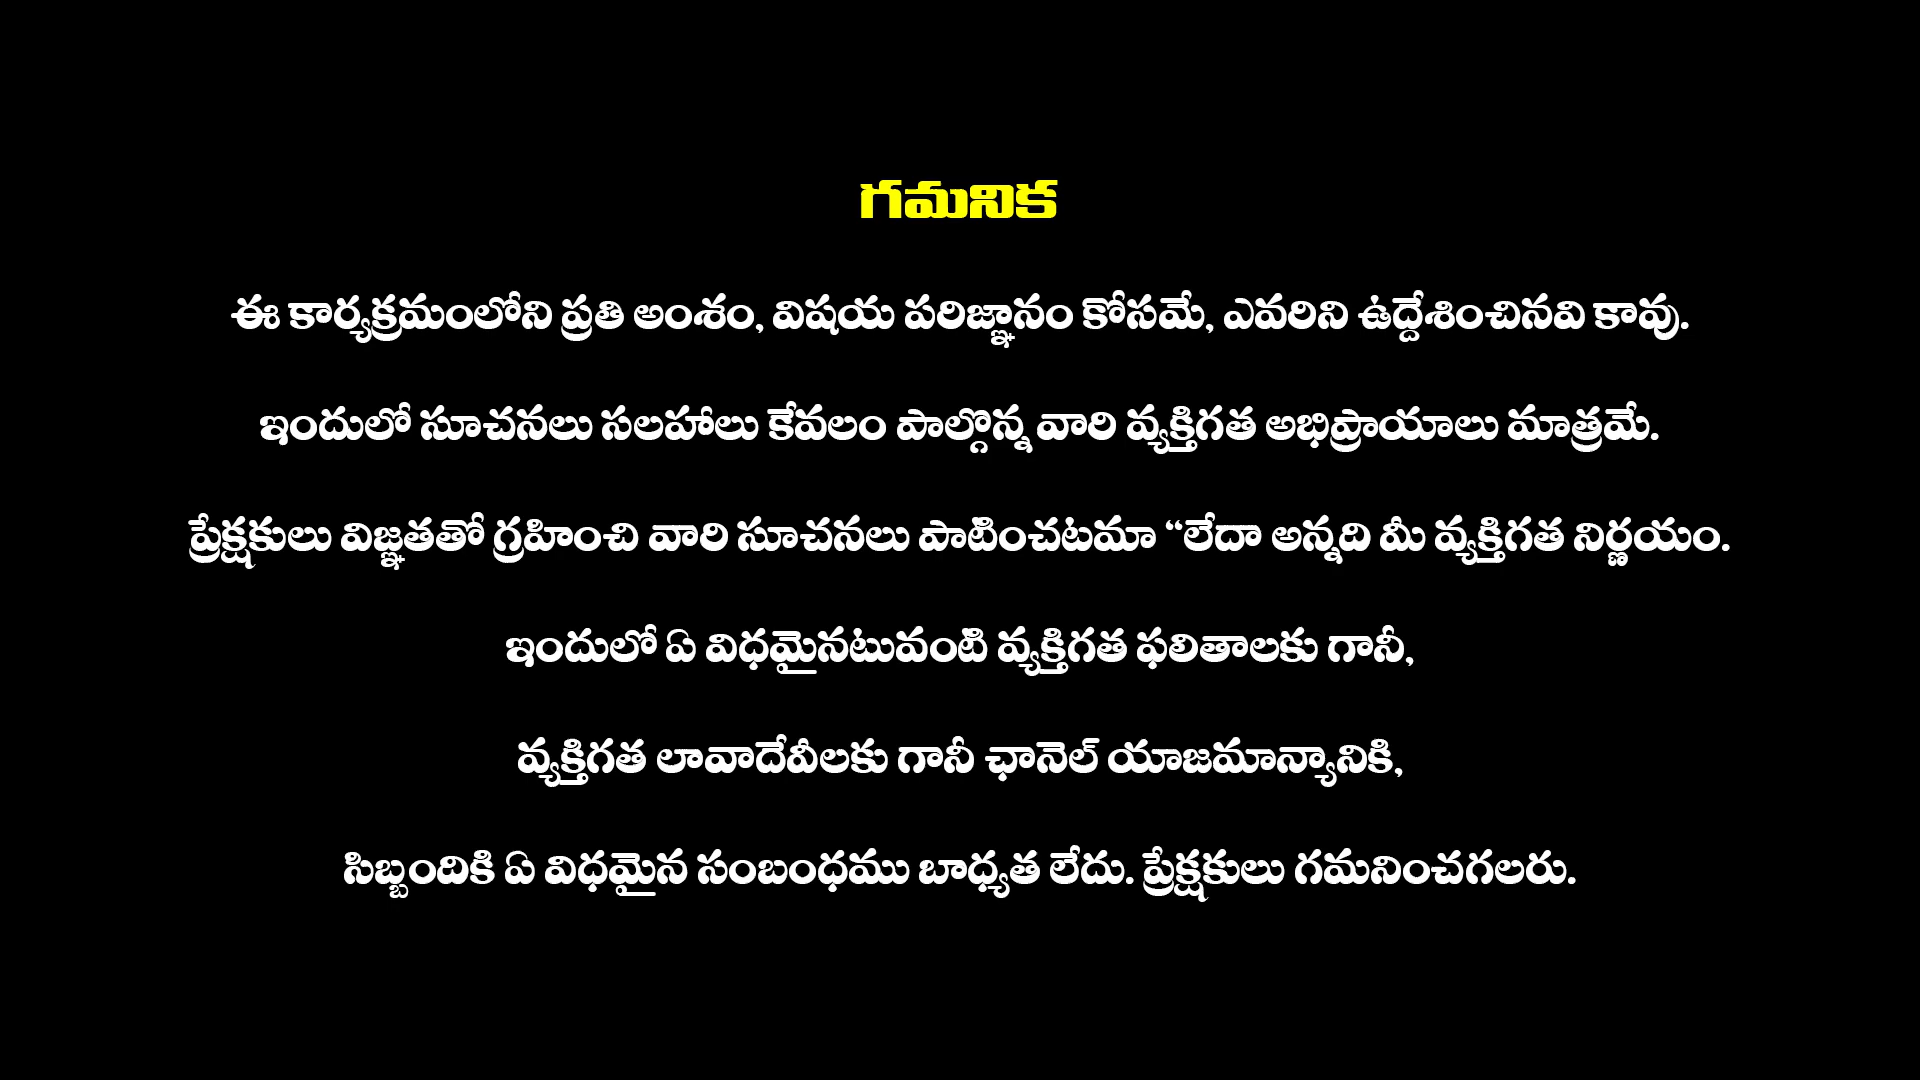 గమనిక
ఈ కార్యక్రమంలోని ప్రతి అంశం, విషయ పరిజ్ఞానం కోసమే, ఎవరిని ఉద్దేశించినవి కావు.
ఇందులో సూచనలు సలహాలు కేవలం పాల్గొన్న వారి వ్యక్తిగత అభిప్రాయాలు మాత్రమే.
ప్రేక్షకులు విజ్ఞతతో గ్రహించి వారి సూచనలు పాటించటమా “లేదా అన్నది మీ వ్యక్తిగత నిర్ణయం.
ఇందులో ఏ విధమైనటువంటి వ్యక్తిగత ఫలితాలకు గానీ,
వ్యక్తిగత లావాదేవీలకు గానీ ఛానెల్ యాజమాన్యానికి,
సిబ్బందికి ఏ విధమైన సంబంధము బాధ్యత లేదు. ప్రేక్షకులు గమనించగలరు.